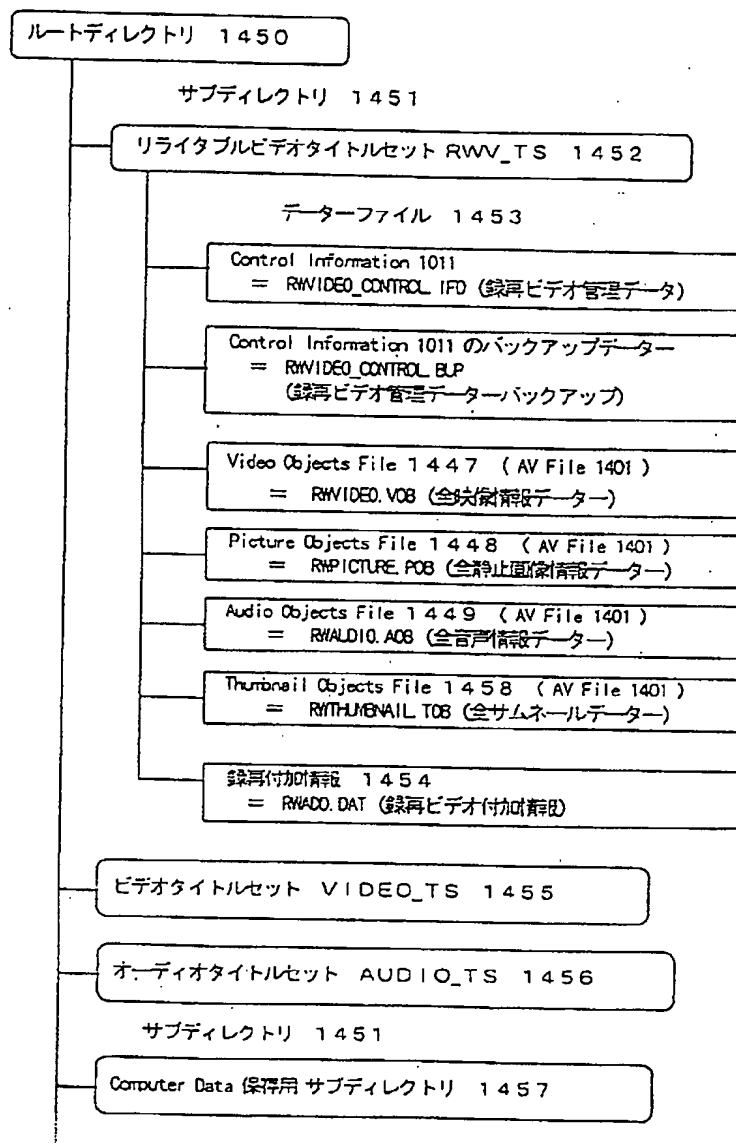 ルートディレクトリ 1450
サブディレクトリ 1451
リライタブルビデオタイトルセット RWV_TS 1452
データーファイル 1453
Control Information 1011
= RWVIDEO_CONTROL.IFO (録再ビデオ管理データ)
Control Information 1011 のバックアップデーター
= RWVIDEO_CONTROL.BUP
(録再ビデオ管理データーバックアップ)
Video Objects File 1447 ( AV File 1401 )
= RWVIDEO.VOB (全映像情報データー)
Picture Objects File 1448 ( AV File 1401 )
= RWPICTURE.POB (全静止画像情報データー)
Audio Objects File 1449 ( AV File 1401 )
= RWAUDIO.AOB (全音声情報データー)
Thumbnail Objects File 1458 ( AV File 1401 )
= RWTHUMBNAIL.TOB (全サムネールデーター)
録再付加情報 1454
= RWADD.DAT (録再ビデオ付加情報)
ビデオタイトルセット VIDEO_TS 1455
オーディオタイトルセット AUDIO_TS 1456
サブディレクトリ 1451
Computer Data 保存用 サブディレクトリ 1457